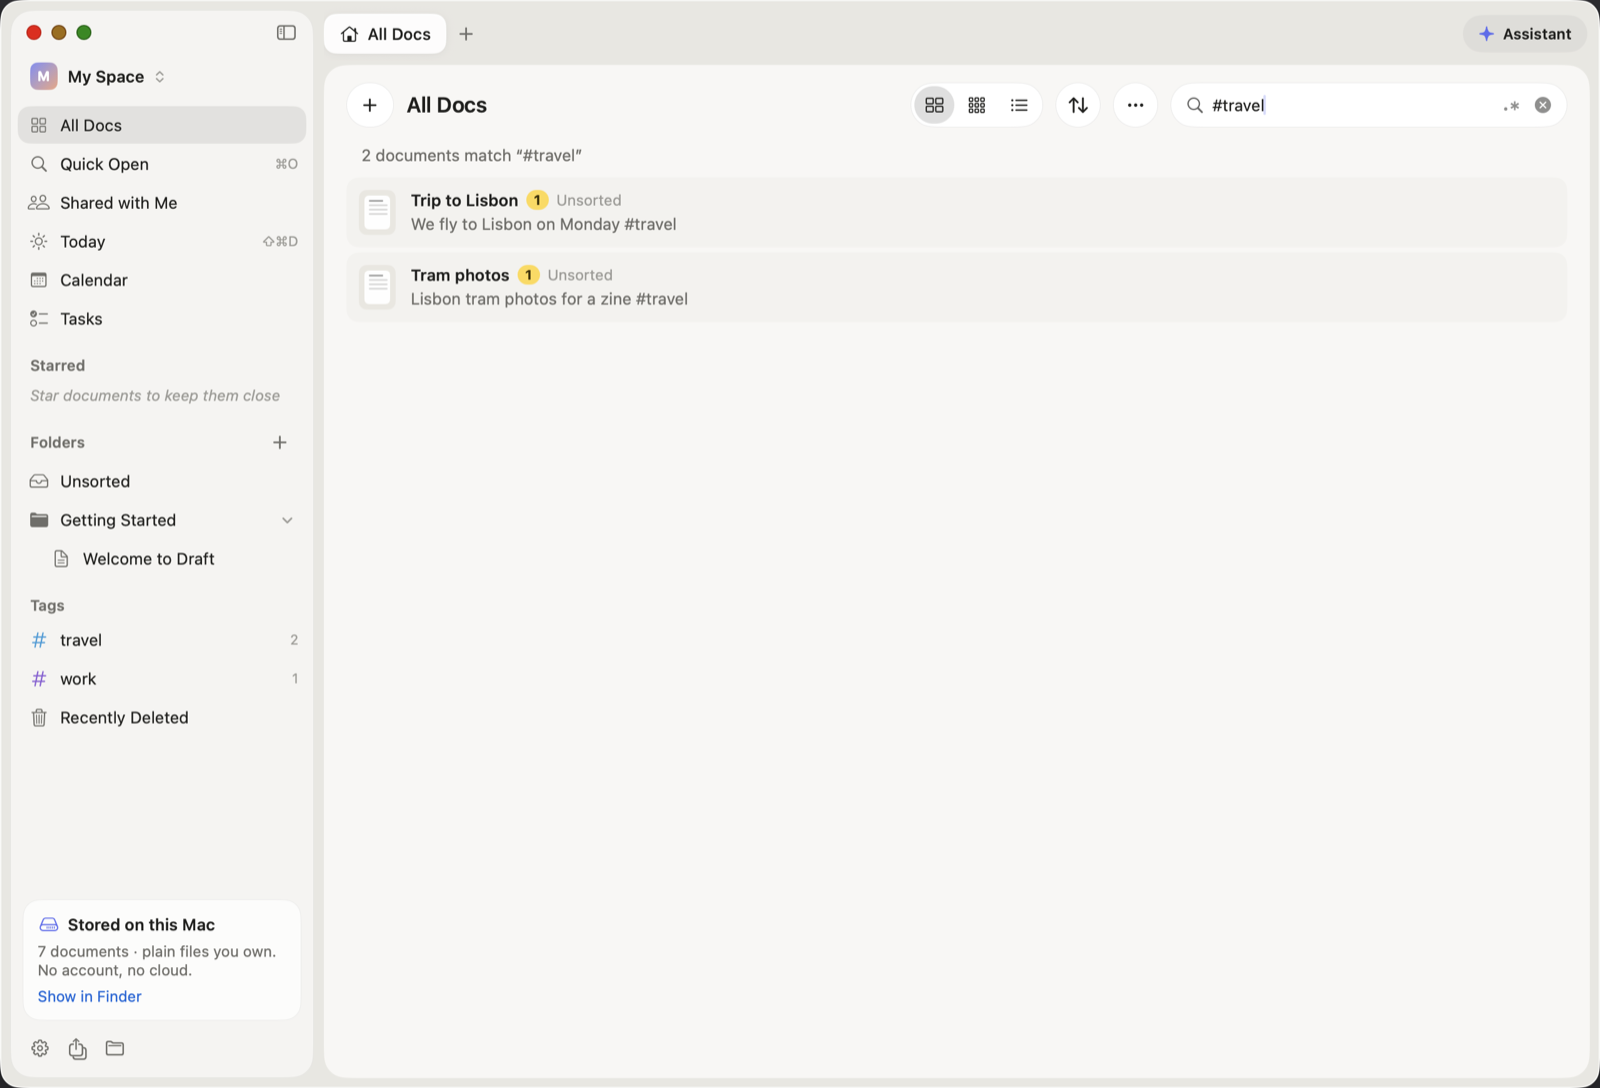 All Docs
Assistant
M My Space
All Docs
Quick Open ⌘O
Shared with Me
Today ⇧⌘D
Calendar
Tasks
Starred
Star documents to keep them close
Folders
Unsorted
Getting Started
Welcome to Draft
Tags
# travel 2
# work 1
Recently Deleted
Stored on this Mac
7 documents · plain files you own.
No account, no cloud.
Show in Finder
All Docs
#travel .*
2 documents match “#travel”
Trip to Lisbon 1 Unsorted
We fly to Lisbon on Monday #travel
Tram photos 1 Unsorted
Lisbon tram photos for a zine #travel